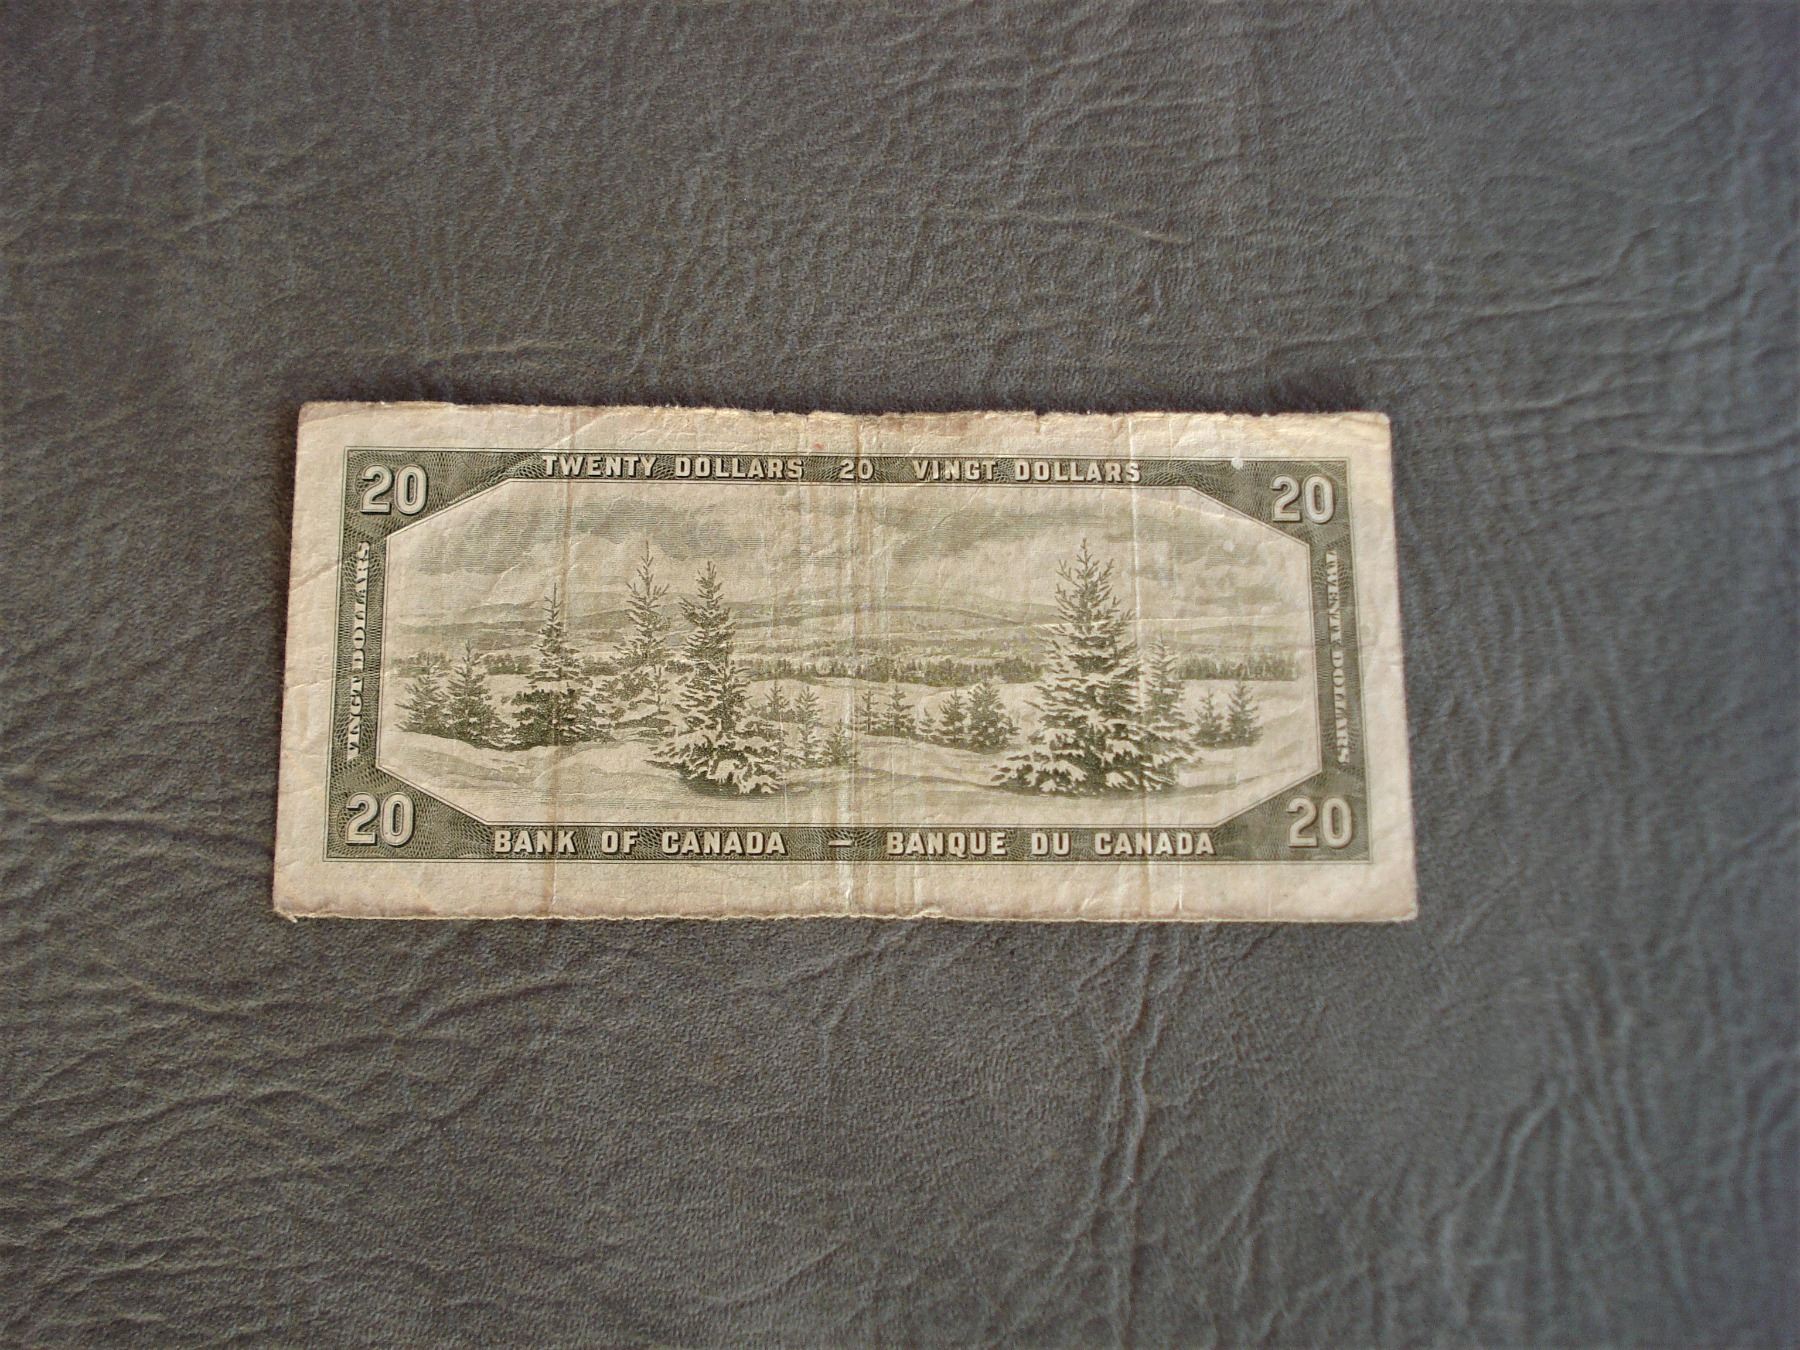 TWENTY DOLLARS 20 VINGT DOLLARS
20
20
VINGT DOLLARS
TWENTY DOLLARS
20
20
BANK OF CANADA — BANQUE DU CANADA